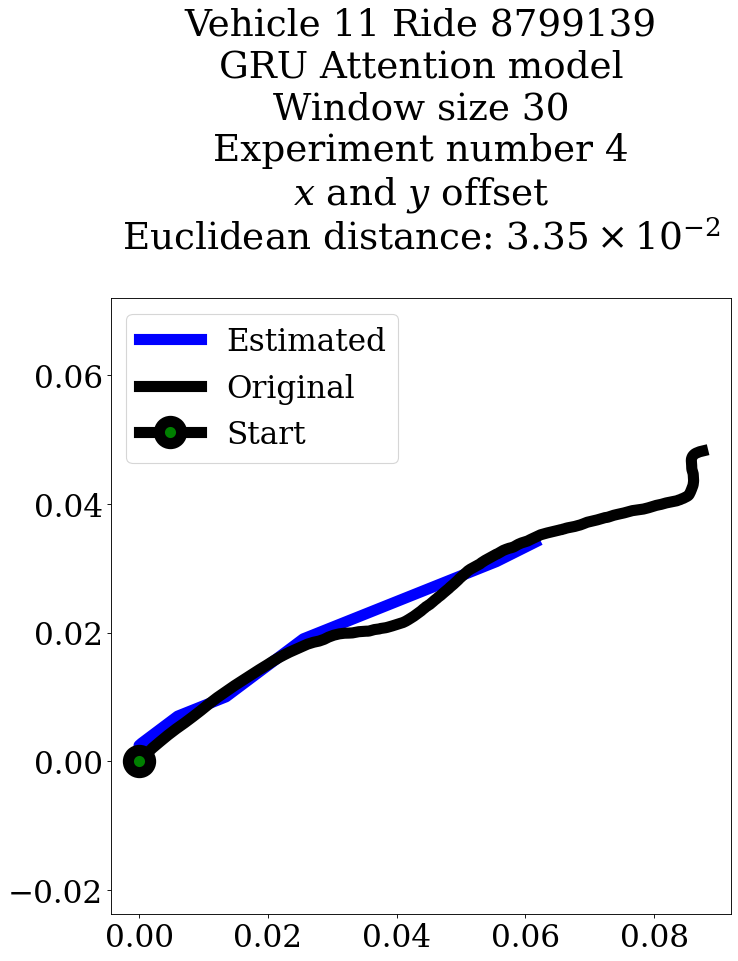 Vehicle 11 Ride 8799139
GRU Attention model
Window size 30
Experiment number 4
x and y offset
Euclidean distance: 3.35 × 10⁻²
Estimated
Original
Start
0.06
0.04
0.02
0.00
−0.02
0.00 0.02 0.04 0.06 0.08